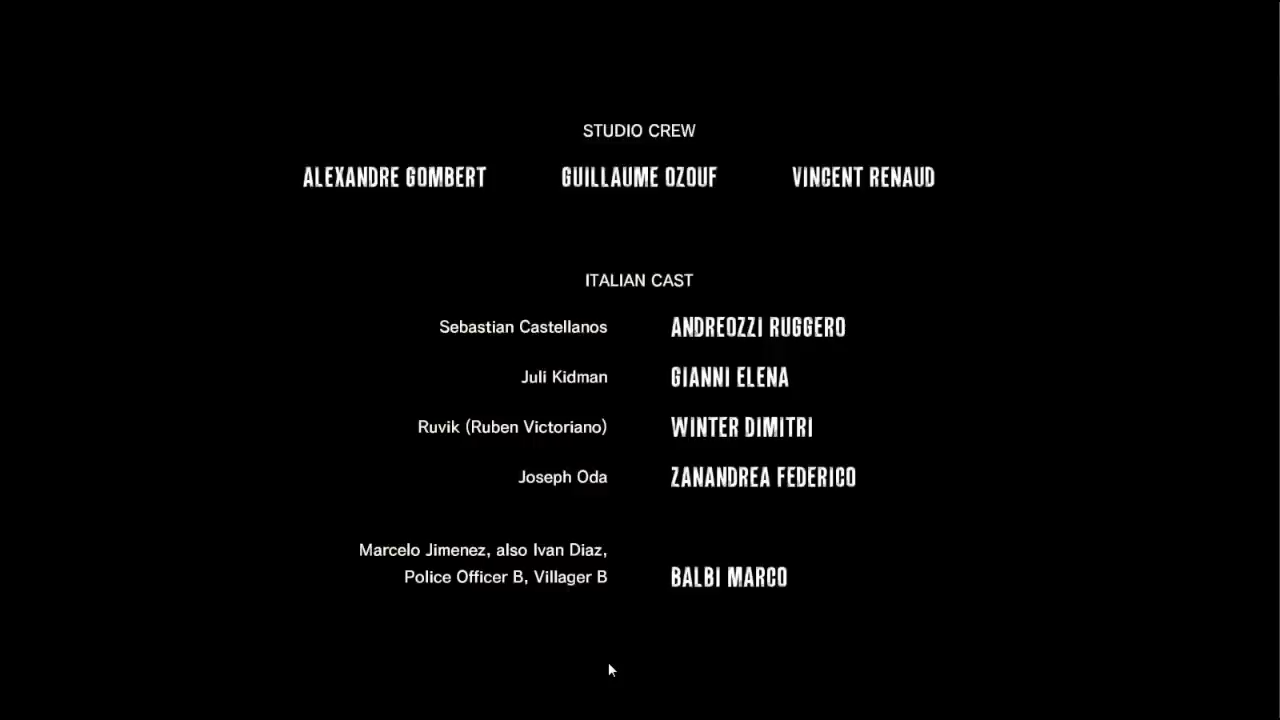 STUDIO CREW
ALEXANDRE GOMBERT GUILLAUME OZOUF VINCENT RENAUD
ITALIAN CAST
Sebastian Castellanos ANDREOZZI RUGGERO
Juli Kidman GIANNI ELENA
Ruvik (Ruben Victoriano) WINTER DIMITRI
Joseph Oda ZANANDREA FEDERICO
Marcelo Jimenez, also Ivan Diaz,
Police Officer B, Villager B BALBI MARCO